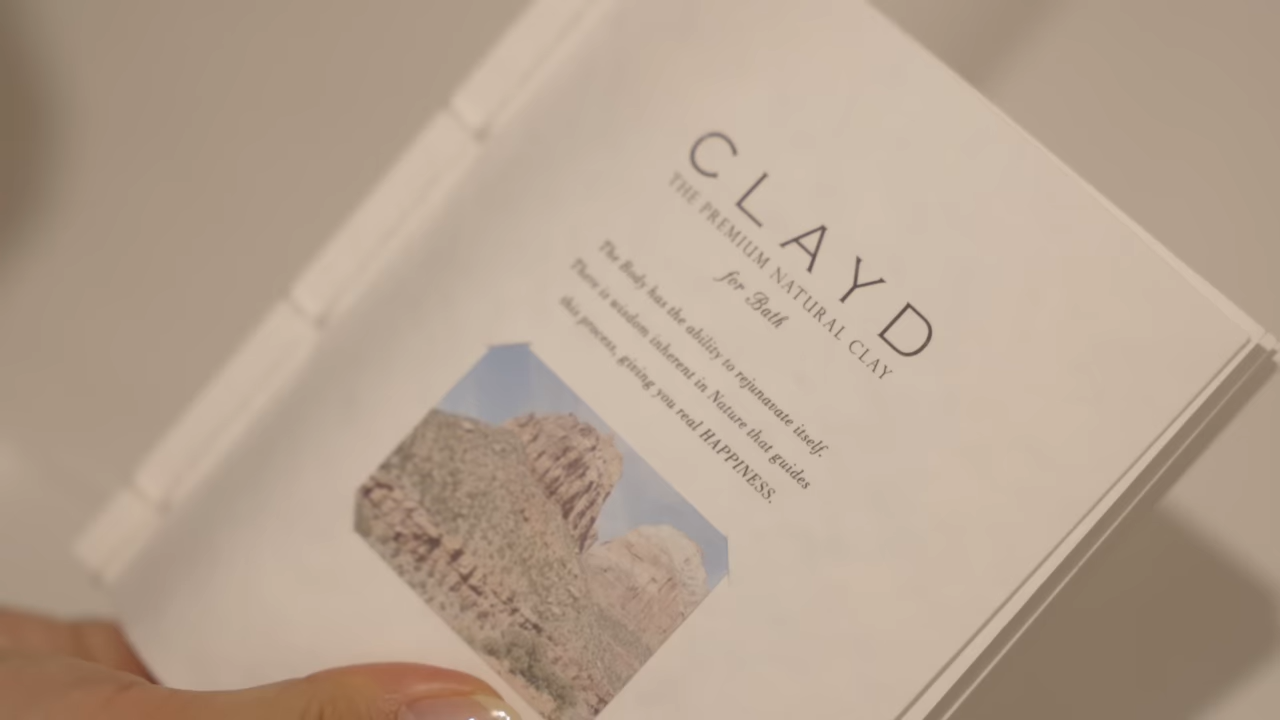 CLAYD
THE PREMIUM NATURAL CLAY
for Bath
The Body has the ability to rejunavate itself.
There is wisdom inherent in Nature that guides
this process, giving you real HAPPINESS.